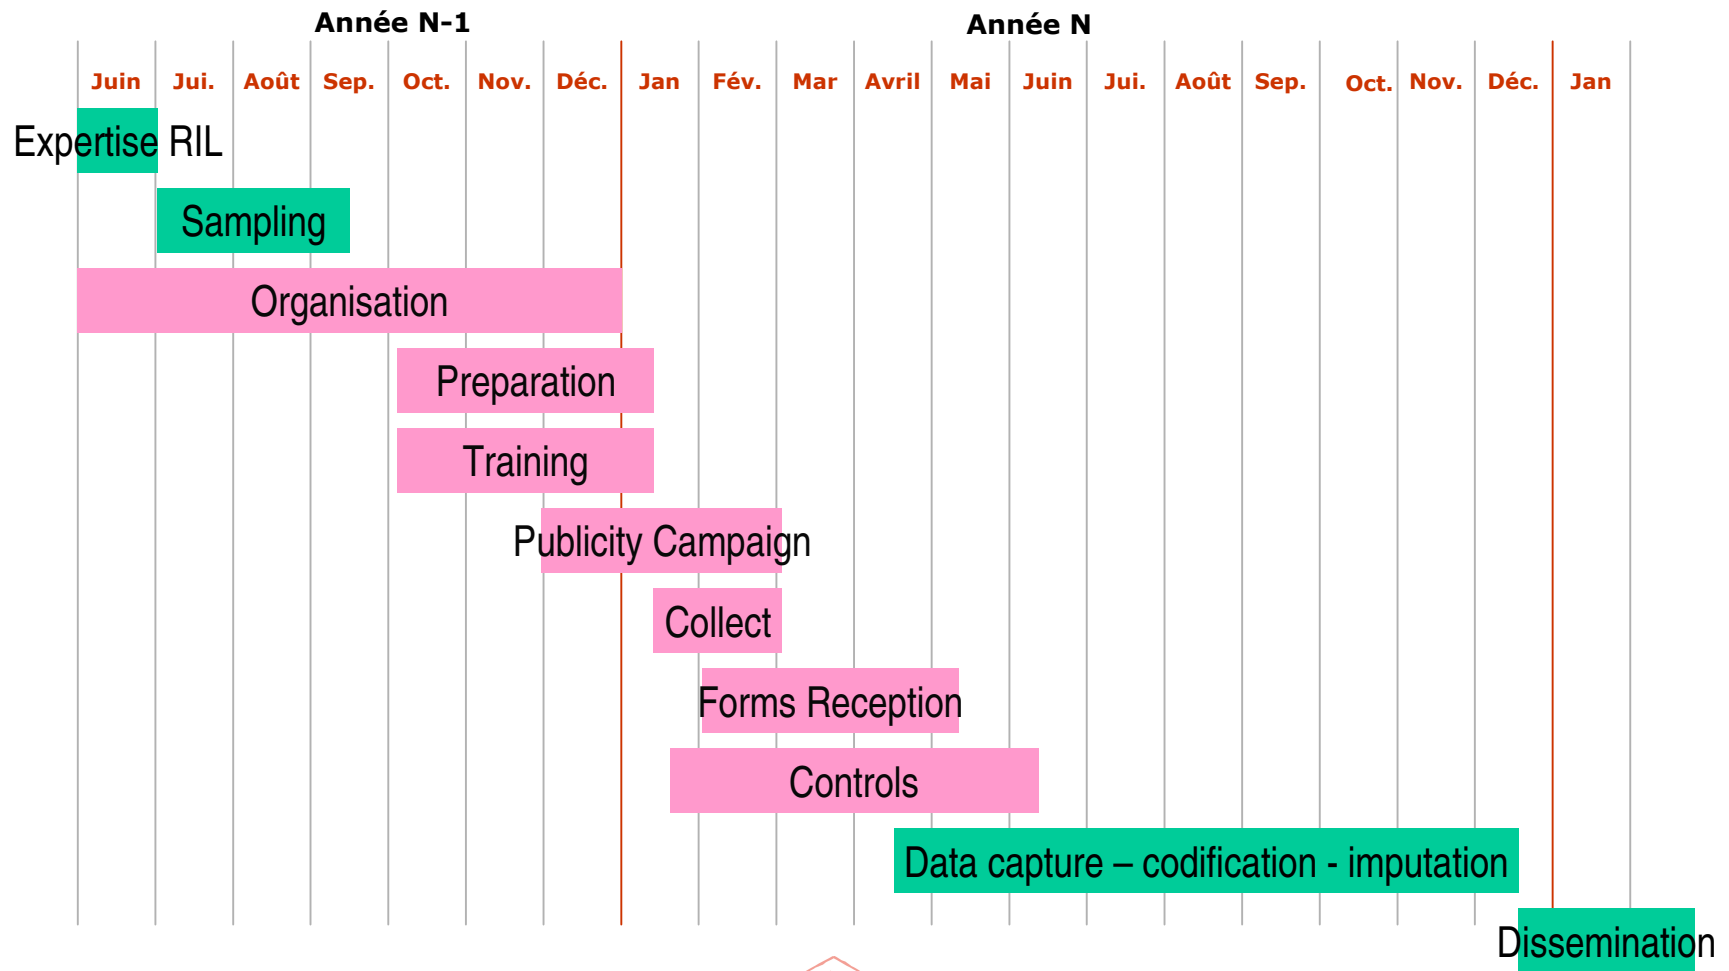 Année N-1 Année N
Juin Jui. Août Sep. Oct. Nov. Déc. Jan Fév. Mar Avril Mai Juin Jui. Août Sep. Oct. Nov. Déc. Jan
Expertise RIL
Sampling
Organisation
Preparation
Training
Publicity Campaign
Collect
Forms Reception
Controls
Data capture – codification - imputation
Dissemination